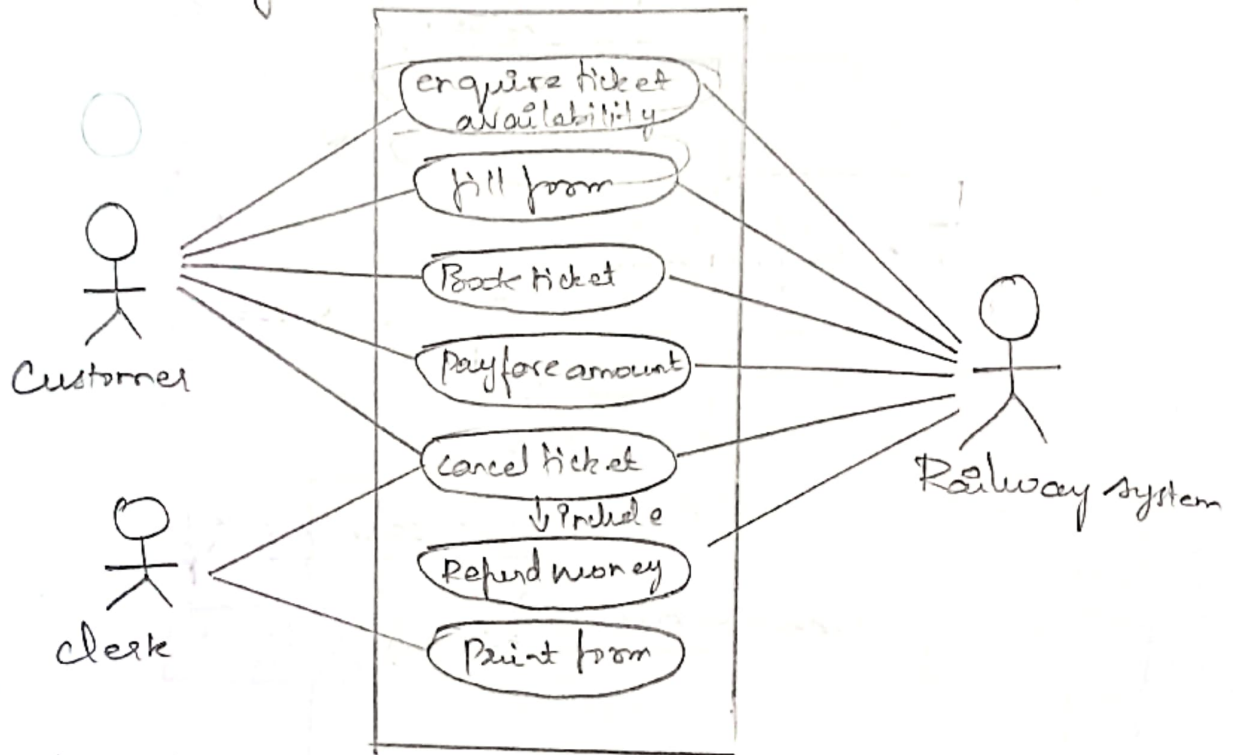 enquire ticket
availability
fill form
Book ticket
Customer
Pay fare amount
cancel ticket
Railway system
↓ include
Refund money
clerk
Print form